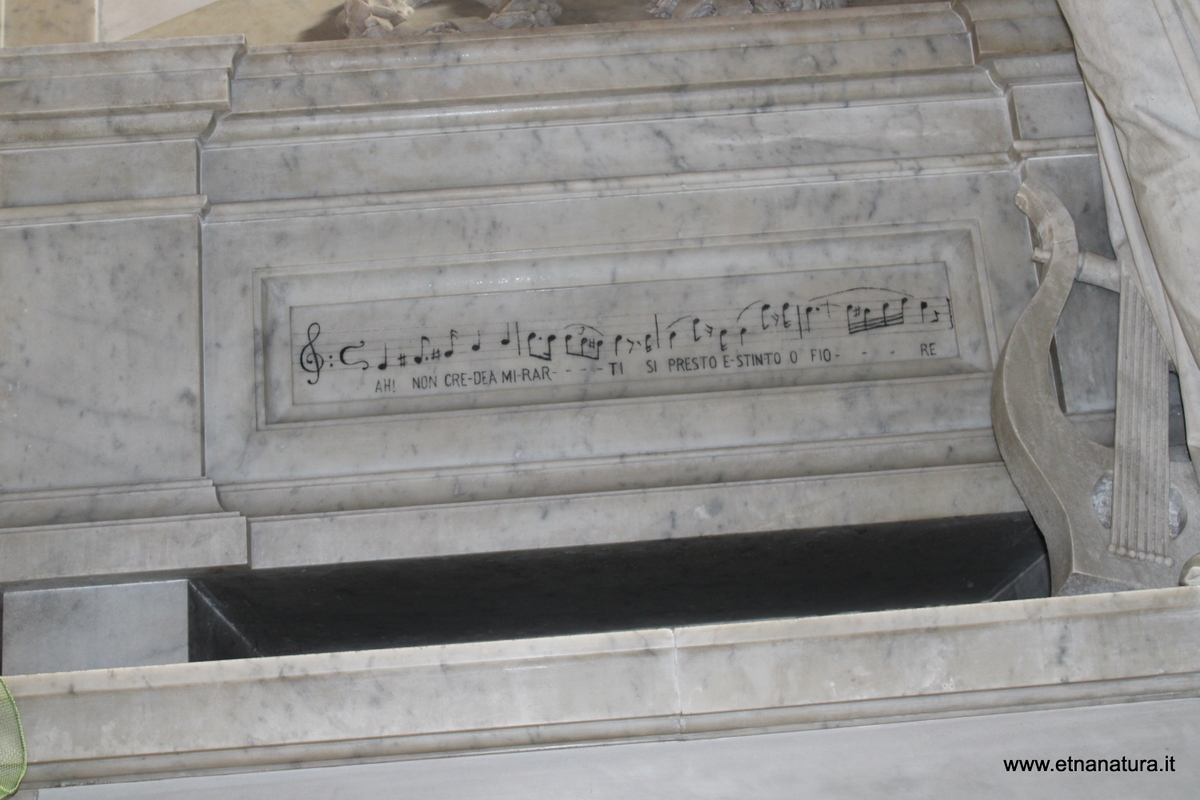 AH! NON CRE-DEA MI-RAR- - - - TI SI PRESTO E-STINTO O FIO- - - - RE
www.etnanatura.it